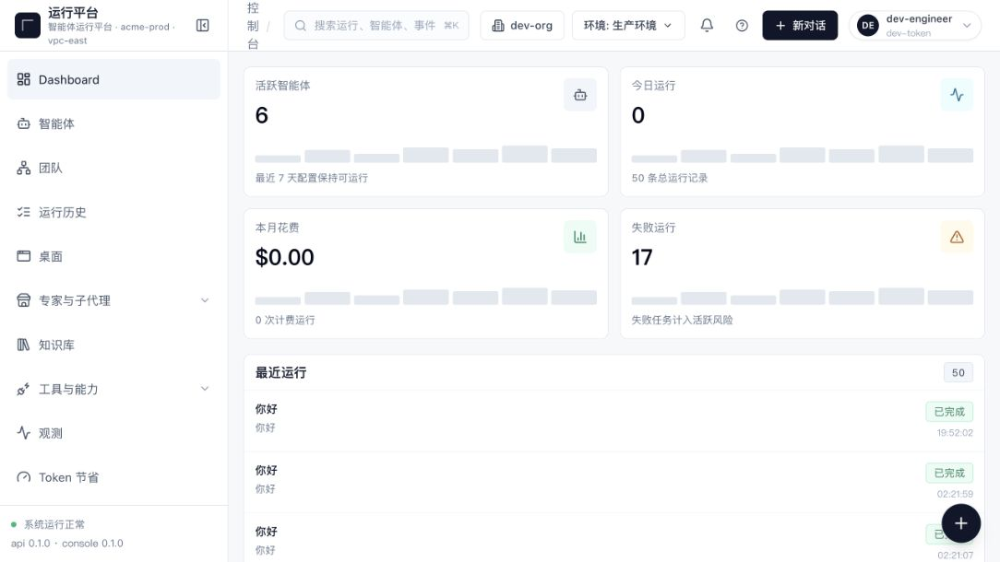 运行平台
智能体运行平台 · acme-prod ·
vpc-east
控
制
台
/
搜索运行、智能体、事件 ⌘K
dev-org
环境: 生产环境
新对话
DE
dev-engineer
dev-token
Dashboard
智能体
团队
运行历史
桌面
专家与子代理
知识库
工具与能力
观测
Token 节省
系统运行正常
api 0.1.0 · console 0.1.0
活跃智能体
6
最近 7 天配置保持可运行
今日运行
0
50 条总运行记录
本月花费
$0.00
0 次计费运行
失败运行
17
失败任务计入活跃风险
最近运行
50
你好
你好
已完成
19:52:02
你好
你好
已完成
02:21:59
你好
你好
02:21:07